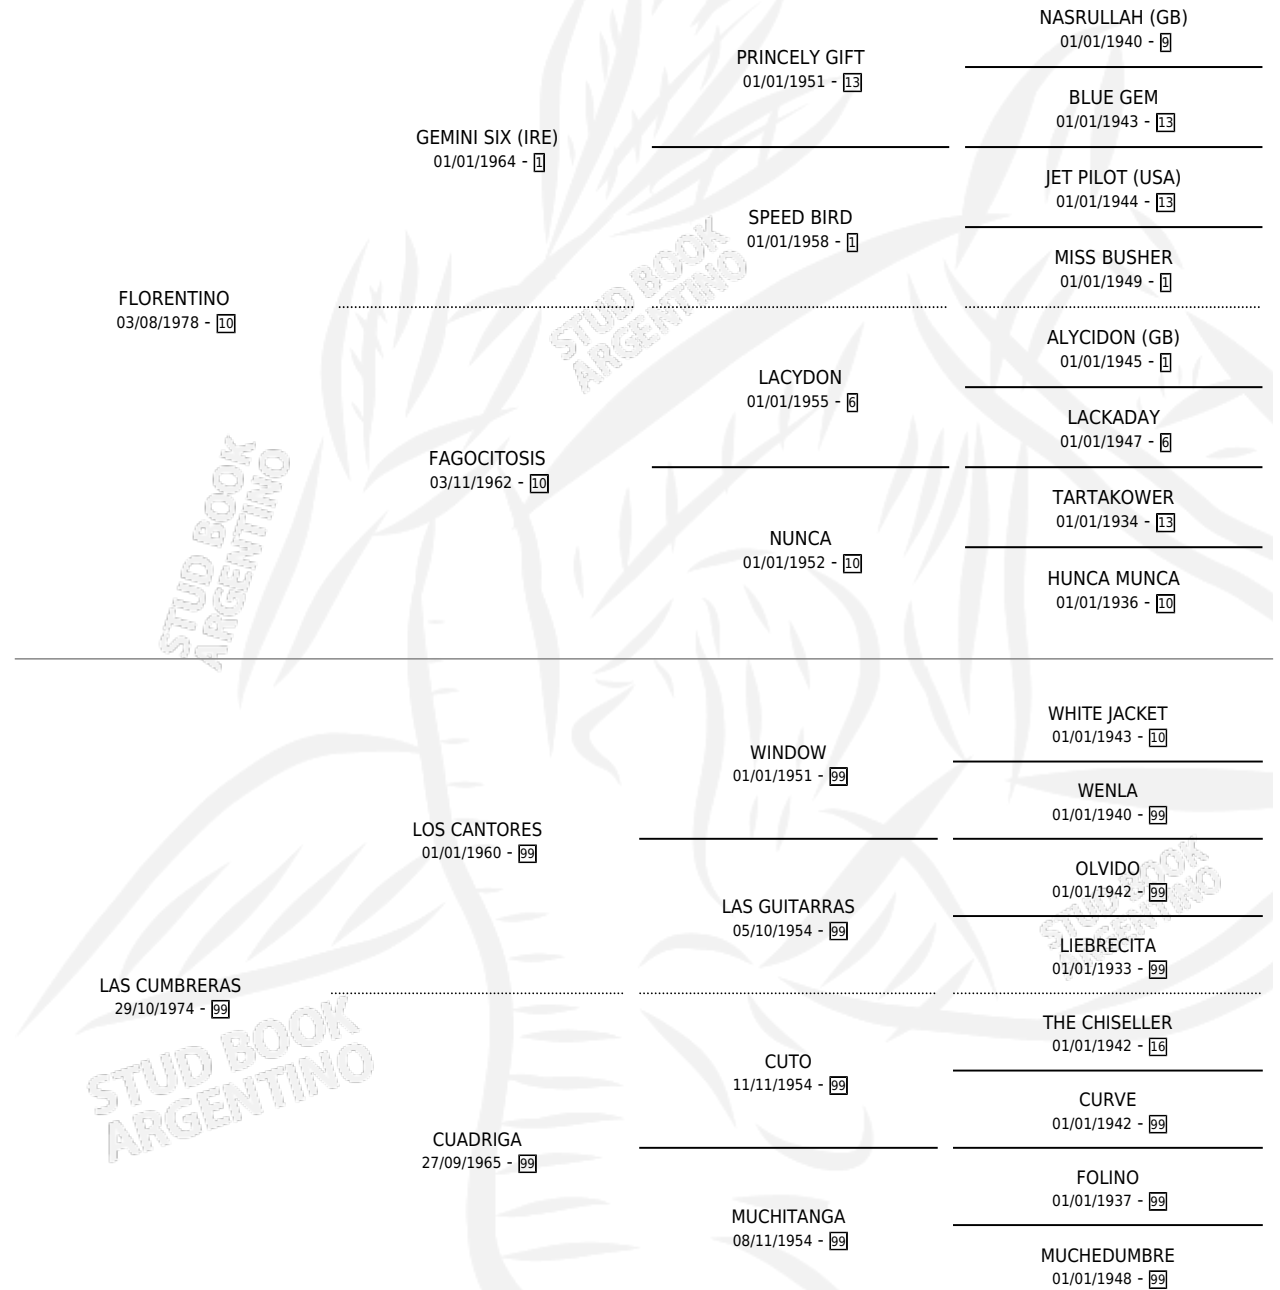 NASRULLAH (GB)
01/01/1940 - 9
PRINCELY GIFT
01/01/1951 - 13
BLUE GEM
01/01/1943 - 13
GEMINI SIX (IRE)
01/01/1964 - 1
JET PILOT (USA)
01/01/1944 - 13
SPEED BIRD
01/01/1958 - 1
MISS BUSHER
01/01/1949 - 1
FLORENTINO
03/08/1978 - 10
STUD BOOK
ARGENTINO
ALYCIDON (GB)
01/01/1945 - 1
LACYDON
01/01/1955 - 6
LACKADAY
01/01/1947 - 6
FAGOCITOSIS
03/11/1962 - 10
TARTAKOWER
01/01/1934 - 13
NUNCA
01/01/1952 - 10
HUNCA MUNCA
01/01/1936 - 10
STUD BOOK
ARGENTINO
WHITE JACKET
01/01/1943 - 10
WINDOW
01/01/1951 - 99
WENLA
01/01/1940 - 99
LOS CANTORES
01/01/1960 - 99
OLVIDO
01/01/1942 - 99
LAS GUITARRAS
05/10/1954 - 99
STUD BOOK
ARGENTINO
LIEBRECITA
01/01/1933 - 99
LAS CUMBRERAS
29/10/1974 - 99
STUD BOOK
ARGENTINO
THE CHISELLER
01/01/1942 - 16
CUTO
11/11/1954 - 99
CURVE
01/01/1942 - 99
CUADRIGA
27/09/1965 - 99
FOLINO
01/01/1937 - 99
MUCHITANGA
08/11/1954 - 99
MUCHEDUMBRE
01/01/1948 - 99